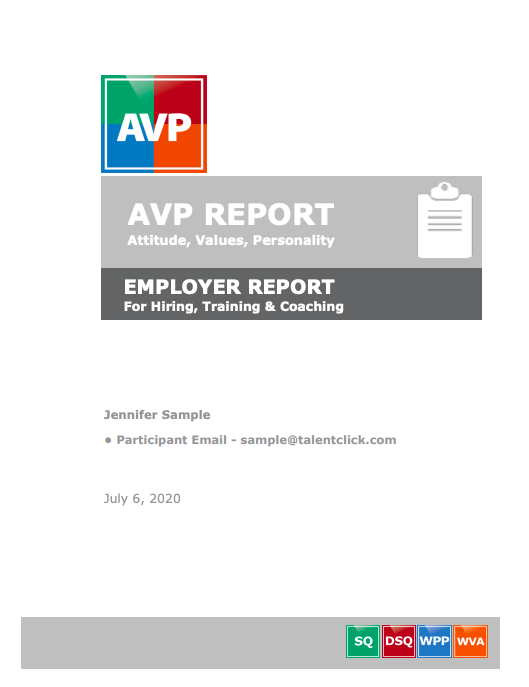 AVP
AVP REPORT
Attitude, Values, Personality
EMPLOYER REPORT
For Hiring, Training & Coaching
Jennifer Sample
• Participant Email - sample@talentclick.com
July 6, 2020
SQ DSQ WPP WVA